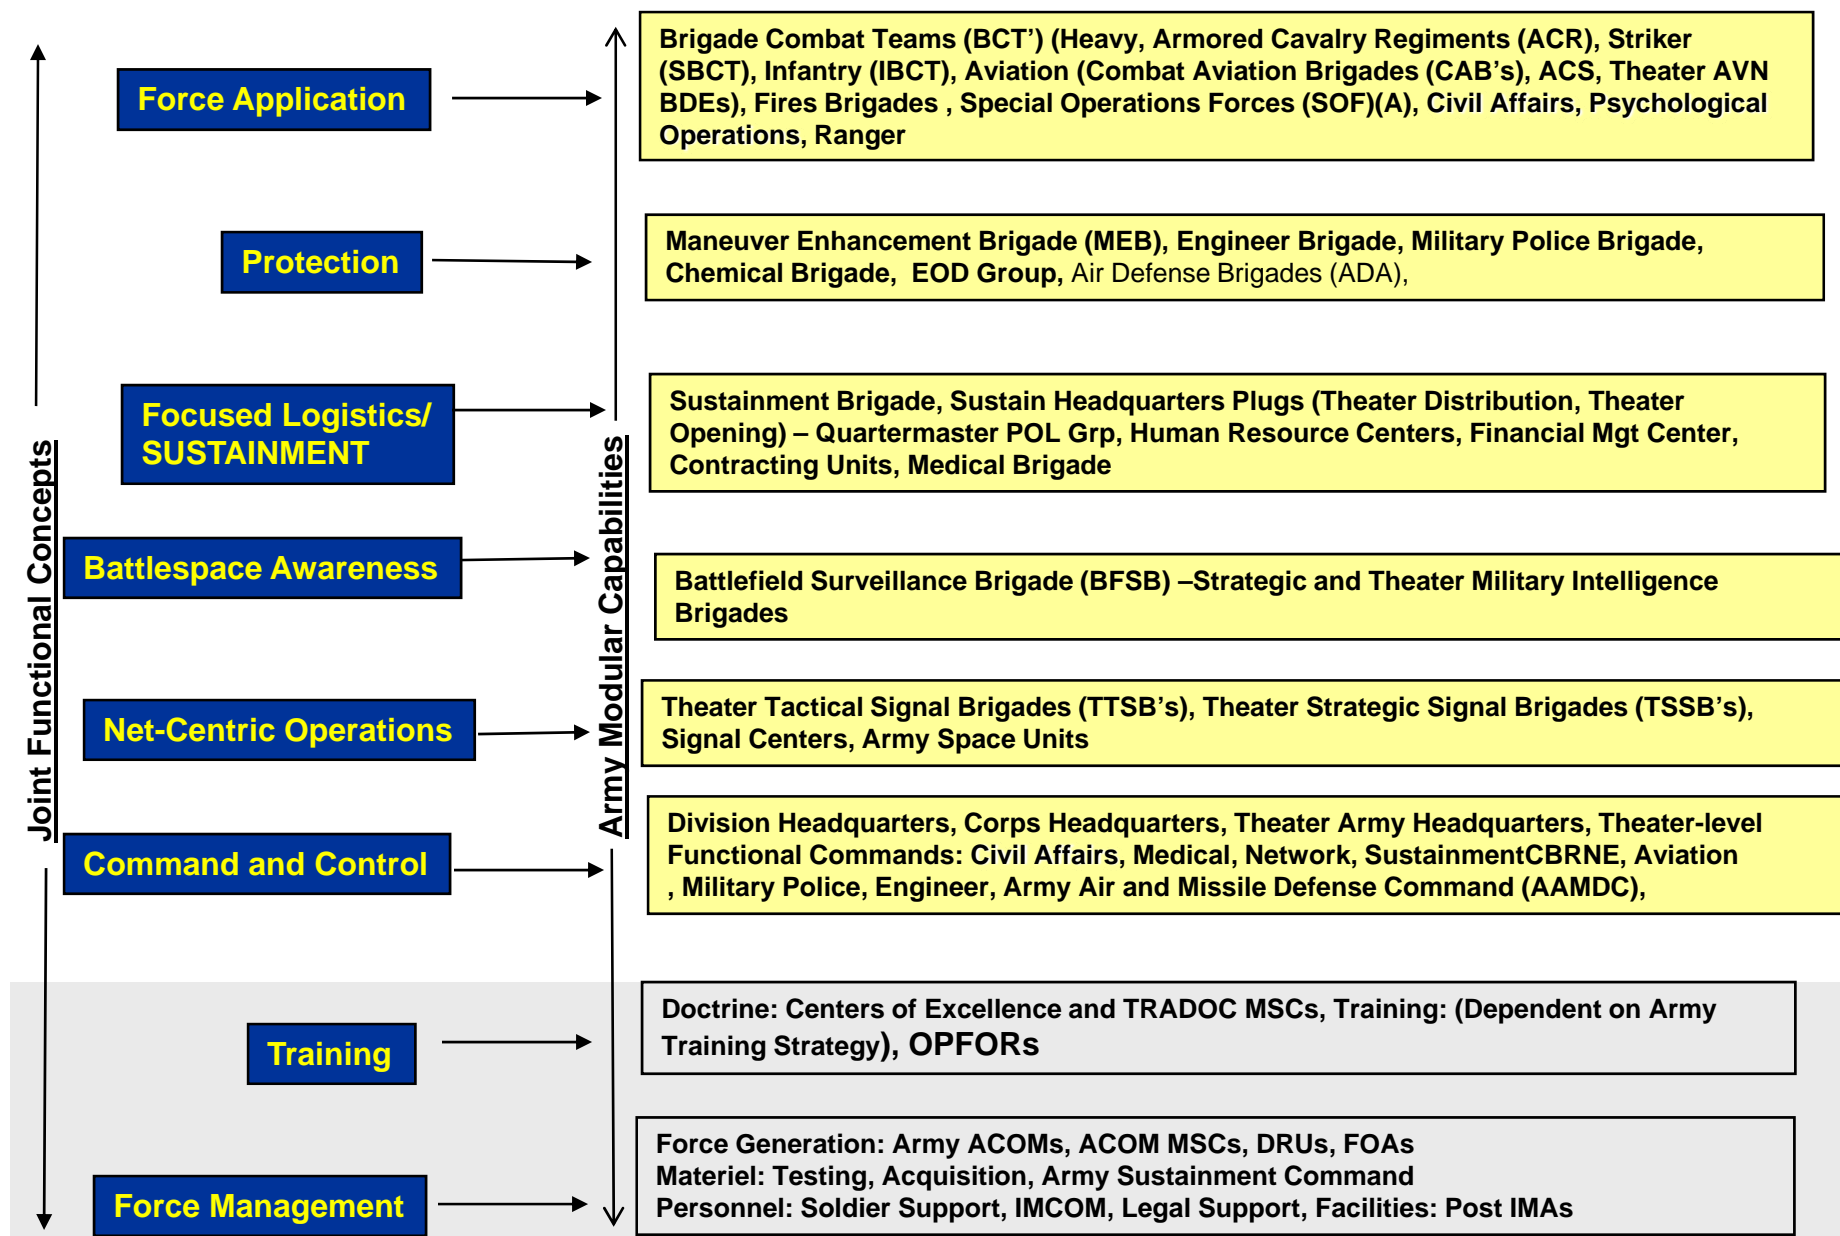 Force Application
Brigade Combat Teams (BCT’) (Heavy, Armored Cavalry Regiments (ACR), Striker
(SBCT), Infantry (IBCT), Aviation (Combat Aviation Brigades (CAB’s), ACS, Theater AVN
BDEs), Fires Brigades , Special Operations Forces (SOF)(A), Civil Affairs, Psychological
Operations, Ranger
Protection
Maneuver Enhancement Brigade (MEB), Engineer Brigade, Military Police Brigade,
Chemical Brigade,  EOD Group, Air Defense Brigades (ADA),
Focused Logistics/
SUSTAINMENT
Sustainment Brigade, Sustain Headquarters Plugs (Theater Distribution, Theater
Opening) – Quartermaster POL Grp, Human Resource Centers, Financial Mgt Center,
Contracting Units, Medical Brigade
Joint Functional Concepts
Army Modular Capabilities
Battlespace Awareness
Battlefield Surveillance Brigade (BFSB) –Strategic and Theater Military Intelligence
Brigades
Net-Centric Operations
Theater Tactical Signal Brigades (TTSB’s), Theater Strategic Signal Brigades (TSSB’s),
Signal Centers, Army Space Units
Command and Control
Division Headquarters, Corps Headquarters, Theater Army Headquarters, Theater-level
Functional Commands: Civil Affairs, Medical, Network, SustainmentCBRNE, Aviation
, Military Police, Engineer, Army Air and Missile Defense Command (AAMDC),
Training
Doctrine: Centers of Excellence and TRADOC MSCs, Training: (Dependent on Army
Training Strategy), OPFORs
Force Management
Force Generation: Army ACOMs, ACOM MSCs, DRUs, FOAs
Materiel: Testing, Acquisition, Army Sustainment Command
Personnel: Soldier Support, IMCOM, Legal Support, Facilities: Post IMAs